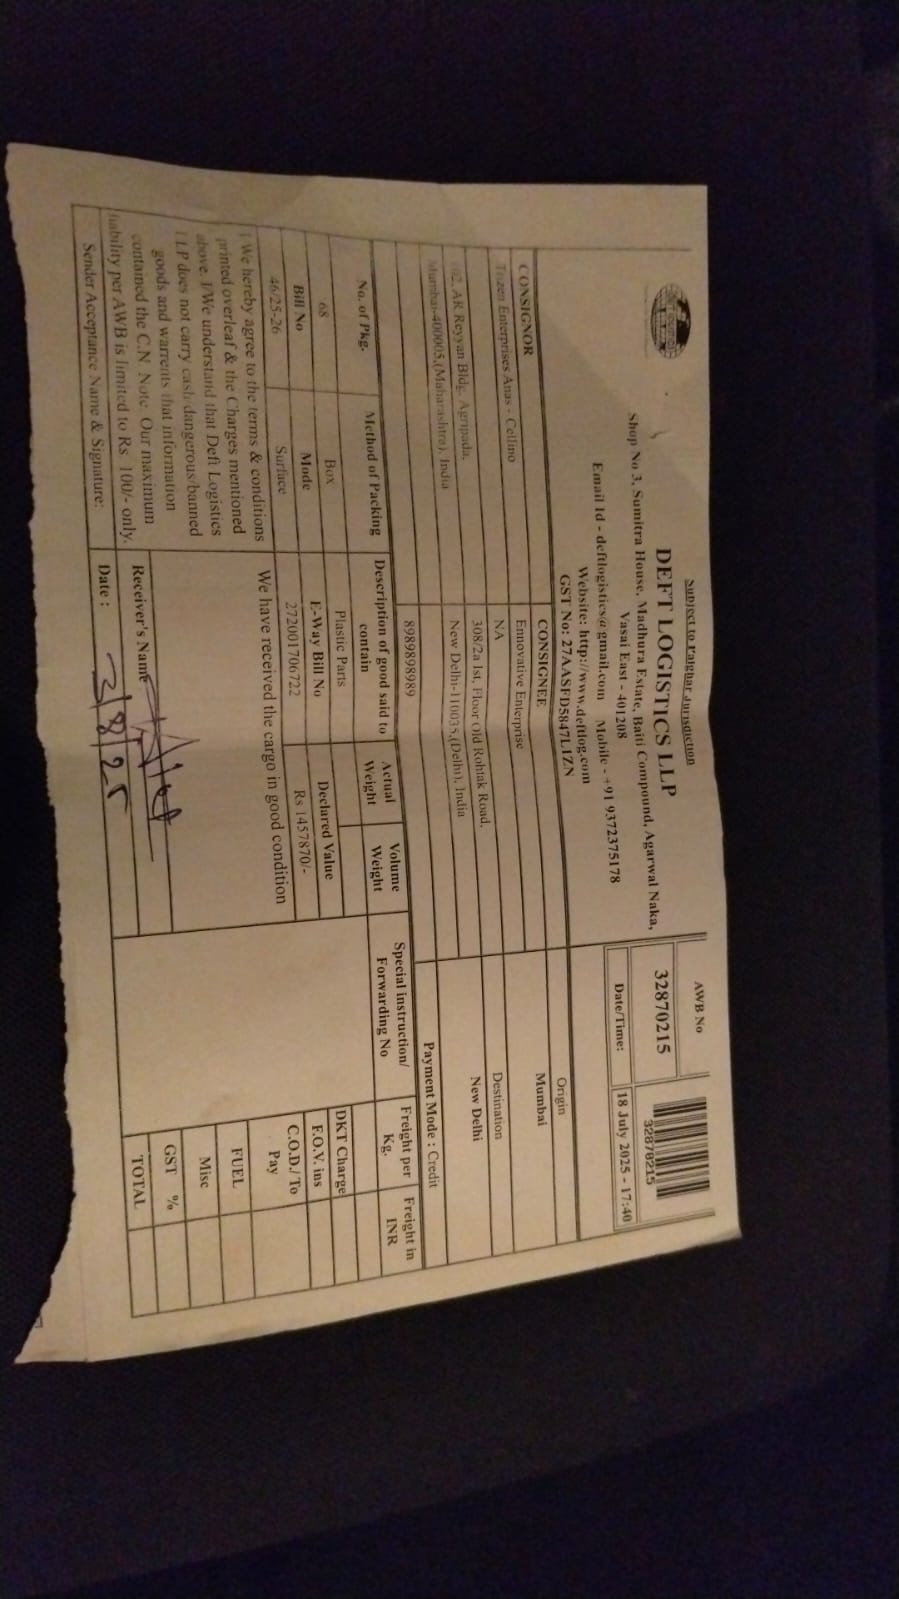 Subject to Palghar Jurisdiction
DEFT LOGISTICS LLP
Shop No 3, Sumitra House, Madhura Estate, Baiti Compound, Agarwal Naka,
Vasai East - 401208
Email Id - deftlogistics@gmail.com Mobile - +91 9372375178
Website: http://www.deftlog.com
GST No: 27AASFD5847L1ZN
AWB No
32870215
32870215
Date/Time: 18 July 2025 - 17:40
CONSIGNOR CONSIGNEE Origin
Trizen Enterprises Anas - Cellino Ennovative Enterprise Mumbai
NA Destination
102, AR Reyyan Bldg, Agripada, 308/2a 1st, Floor Old Rohtak Road, New Delhi
Mumbai-400005,(Maharashtra), India New Delhi-110035,(Delhi), India
8989898989 Payment Mode : Credit
No. of Pkg. Method of Packing Description of good said to contain Actual Weight Volume Weight Special instruction/ Forwarding No Freight per Kg. Freight in INR
68 Box Plastic Parts DKT Charge
Bill No Mode E-Way Bill No Declared Value F.O.V. ins
46/25-26 Surface 272001706722 Rs 1457870/- C.O.D./ To Pay
I We hereby agree to the terms & conditions
printed overleaf & the Charges mentioned
above. I/We understand that Deft Logistics
LLP does not carry cash dangerous/banned
goods and warrents that information
contained the C.N. Note. Our maximum
liability per AWB is limited to Rs 100/- only.
Sender Acceptance Name & Signature:
We have received the cargo in good condition
Receiver's Name
Date : 2/8/25
FUEL
Misc
GST %
TOTAL